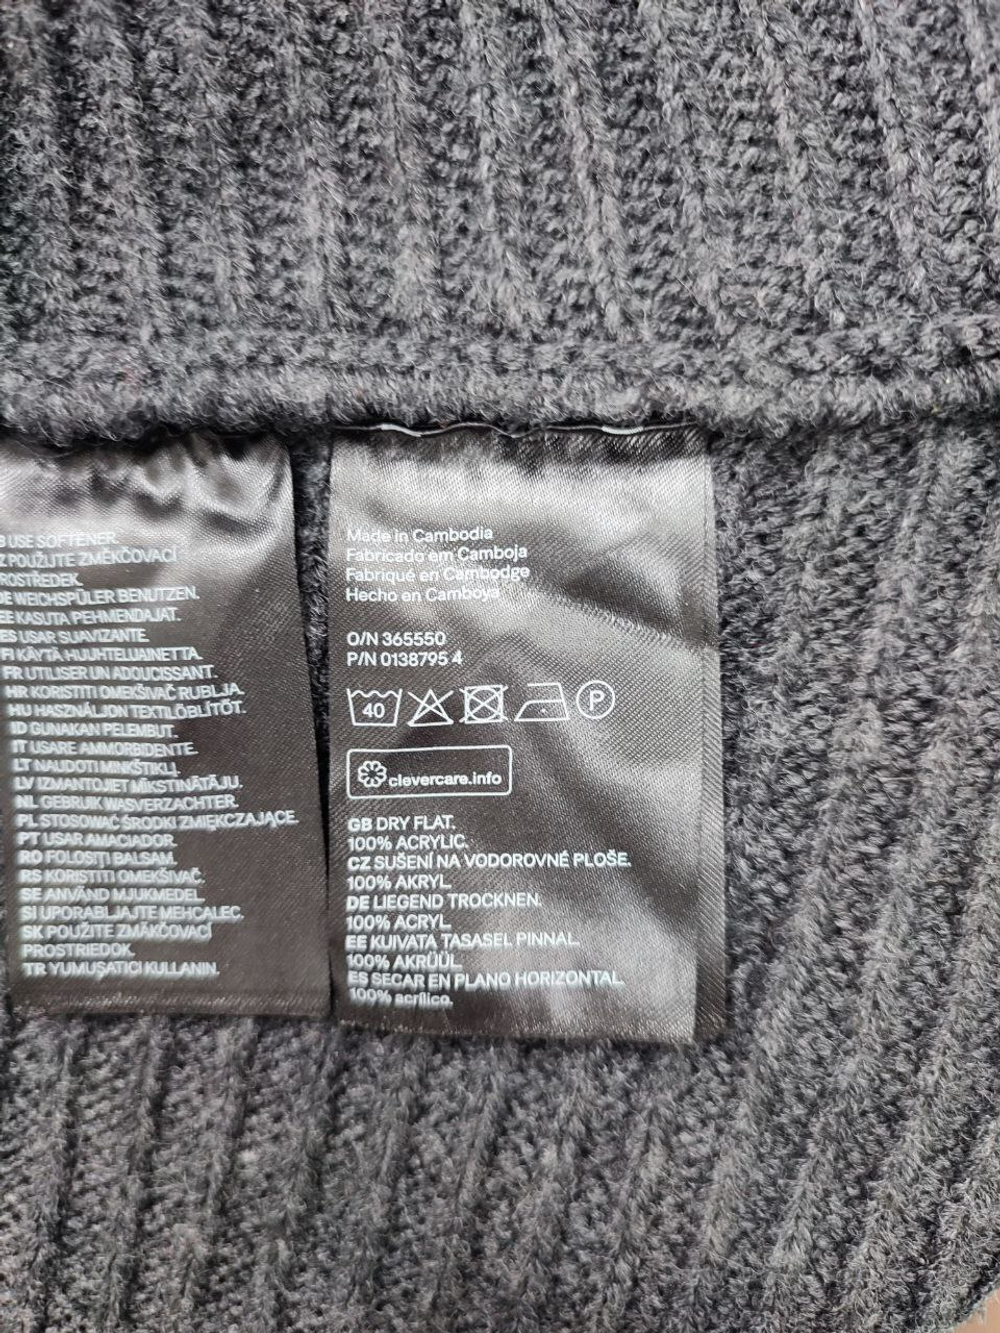 USE SOFTENER.
POUŽIJTE ZMĚKČOVACÍ
ROSTŘEDEK.
DE WEICHSPÜLER BENUTZEN.
EE KASUTA PEHMENDAJAT.
ES USAR SUAVIZANTE.
FI KÄYTÄ HUUHTELUAINETTA.
FR UTILISER UN ADOUCISSANT.
HR KORISTITI OMEKŠIVAČ RUBLJA.
HU HASZNÁLJON TEXTILÖBLÍTŐT.
ID GUNAKAN PELEMBUT.
IT USARE AMMORBIDENTE.
LT NAUDOTI MINKŠTIKLĮ.
LV IZMANTOJIET MĪKSTINĀTĀJU.
NL GEBRUIK WASVERZACHTER.
PL STOSOWAĆ ŚRODKI ZMIĘKCZAJĄCE.
PT USAR AMACIADOR.
RO FOLOSIȚI BALSAM.
RS KORISTITI OMEKŠIVAČ.
SE ANVÄND MJUKMEDEL.
SI UPORABLJAJTE MEHČALEC.
SK POUŽITE ZMÄKČOVACÍ
PROSTRIEDOK.
TR YUMUŞATICI KULLANIN.
Made in Cambodia
Fabricado em Camboja
Fabriqué en Cambodge
Hecho en Camboya
O/N 365550
P/N 0138795 4
40 P
clevercare.info
GB DRY FLAT.
100% ACRYLIC.
CZ SUŠENÍ NA VODOROVNÉ PLOŠE.
100% AKRYL.
DE LIEGEND TROCKNEN.
100% ACRYL.
EE KUIVATA TASASEL PINNAL.
100% AKRÜÜL.
ES SECAR EN PLANO HORIZONTAL.
100% acrílico.